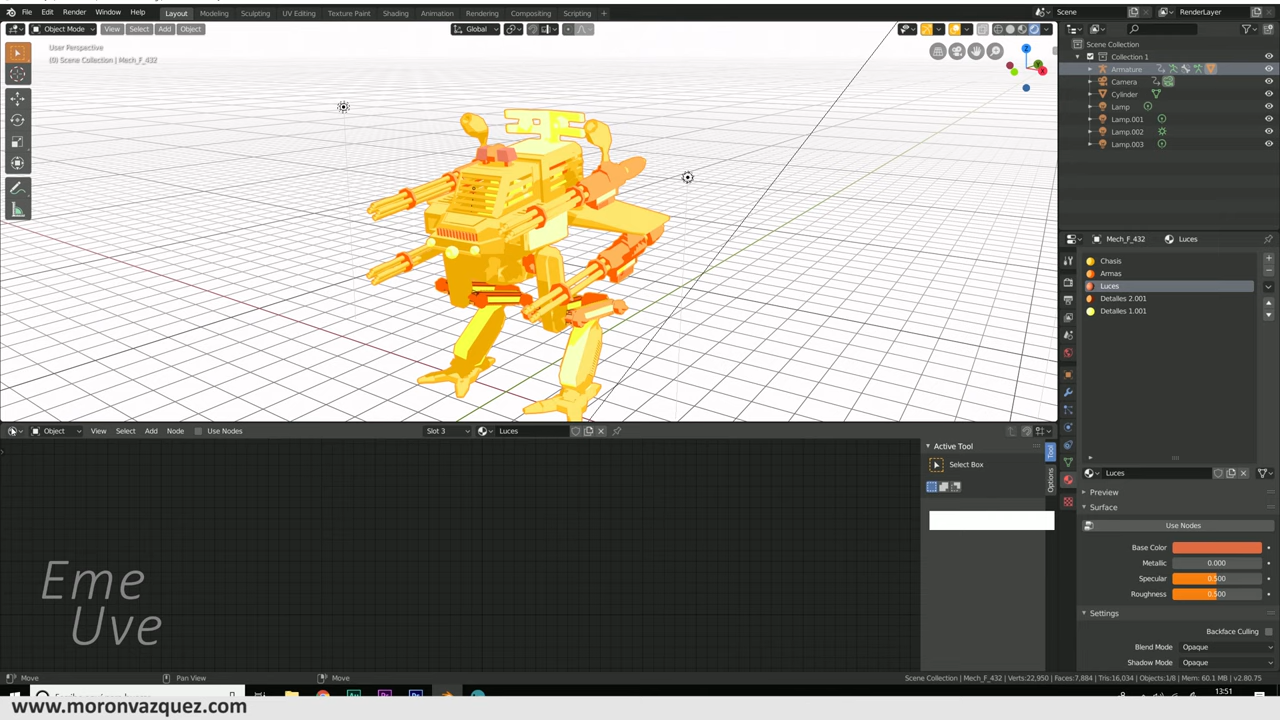 File Edit Render Window Help Layout Modeling Sculpting UV Editing Texture Paint Shading Animation Rendering Compositing Scripting + Scene RenderLayer
Object Mode View Select Add Object Global
User Perspective
(0) Scene Collection | Mech_F_432
Z
Y
X
Scene Collection
Collection 1
Armature
Camera
Cylinder
Lamp
Lamp.001
Lamp.002
Lamp.003
Mech_F_432 Luces
Chasis
Armas
Luces
Detalles 2.001
Detalles 1.001
Object View Select Add Node Use Nodes Slot 3 Luces
Active Tool
Select Box
Tool
Options
Luces
Preview
Surface
Use Nodes
Base Color
Metallic 0.000
Specular 0.500
Roughness 0.500
Settings
Backface Culling
Blend Mode Opaque
Shadow Mode Opaque
Eme
Uve
Move Pan View Move Scene Collection | Mech_F_432 | Verts:22,950 | Faces:7,884 | Tris:16,034 | Objects:1/8 | Mem: 60.1 MB | v2.80.75
13:51
www.moronvazquez.com